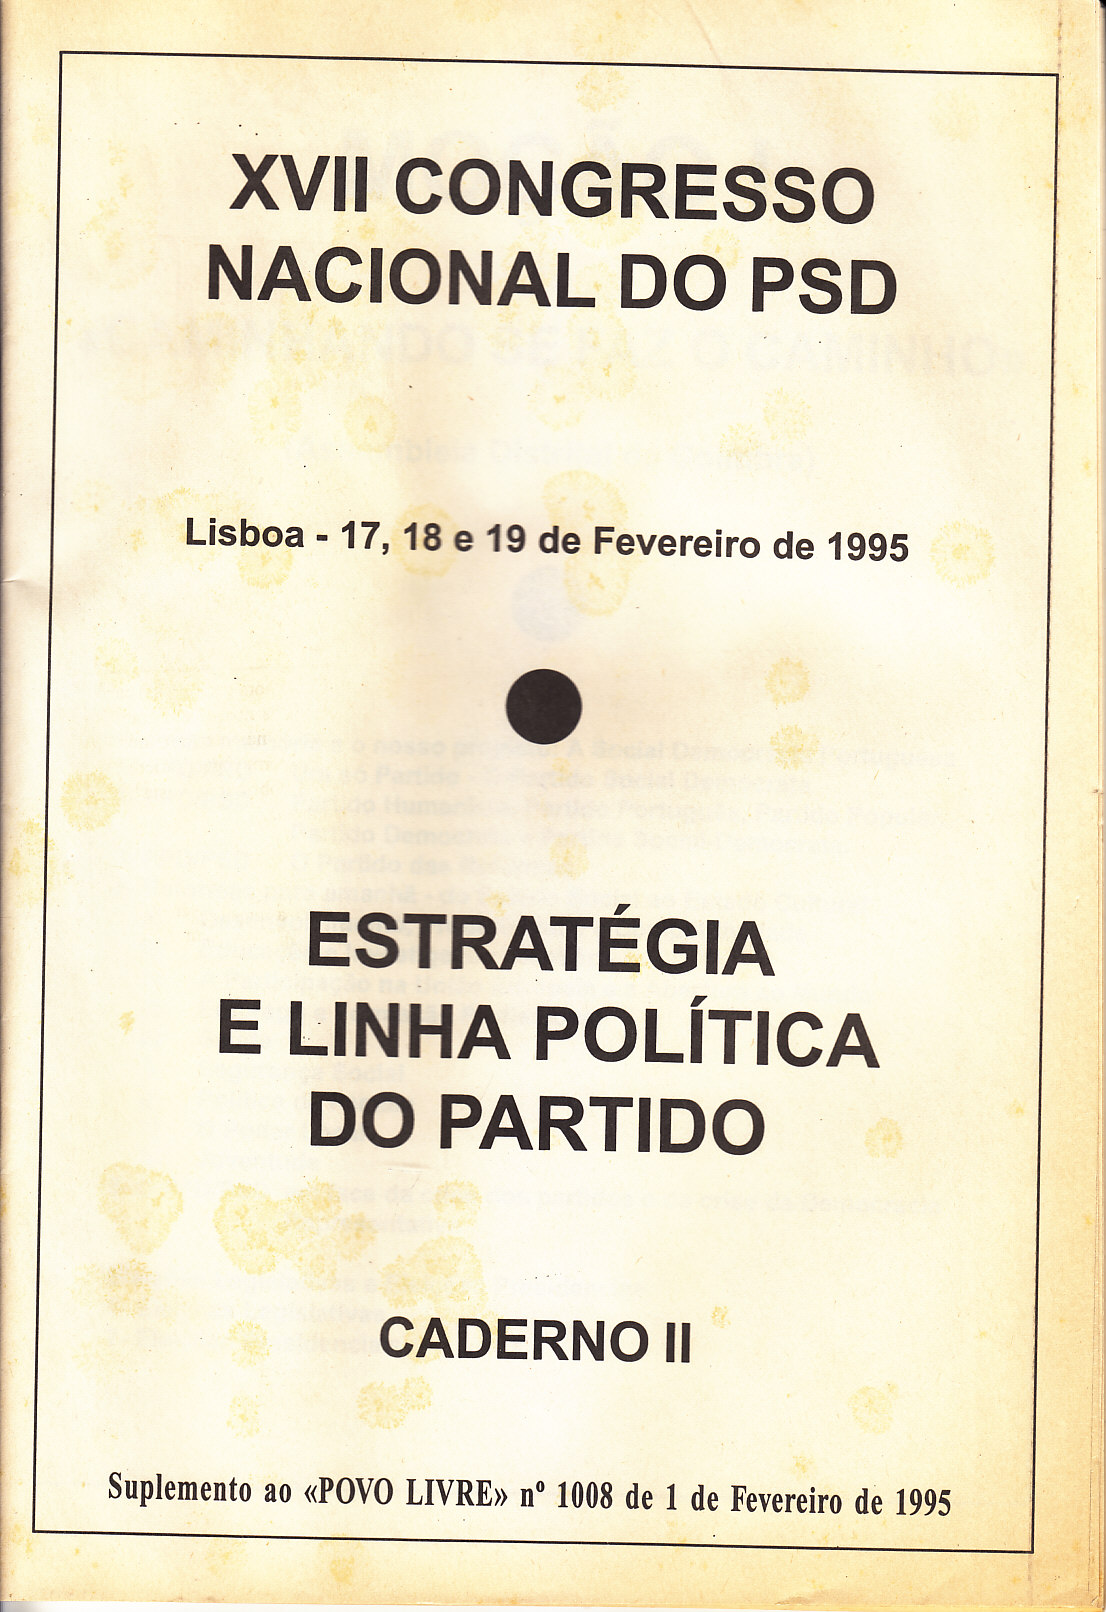 XVII CONGRESSO
NACIONAL DO PSD
Lisboa - 17, 18 e 19 de Fevereiro de 1995
ESTRATÉGIA
E LINHA POLÍTICA
DO PARTIDO
CADERNO II
Suplemento ao «POVO LIVRE» nº 1008 de 1 de Fevereiro de 1995